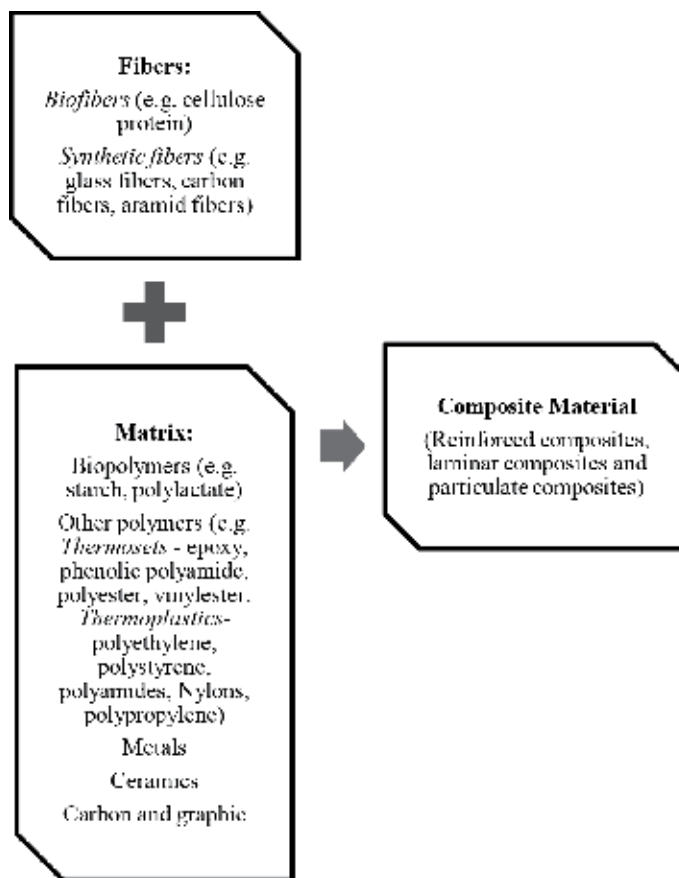 Fibers:
Biofibers (e.g. cellulose
protein)
Synthetic fibers (e.g.
glass fibers, carbon
fibers, aramid fibers)
Matrix:
Biopolymers (e.g.
starch, polylactate)
Other polymers (e.g.
Thermosets - epoxy,
phenolic polyamide,
polyester, vinylester.
Thermoplastics-
polyethylene,
polystyrene,
polyamides, Nylons,
polypropylene)
Metals
Ceramics
Carbon and graphic
Composite Material
(Reinforced composites,
laminar composites and
particulate composites)